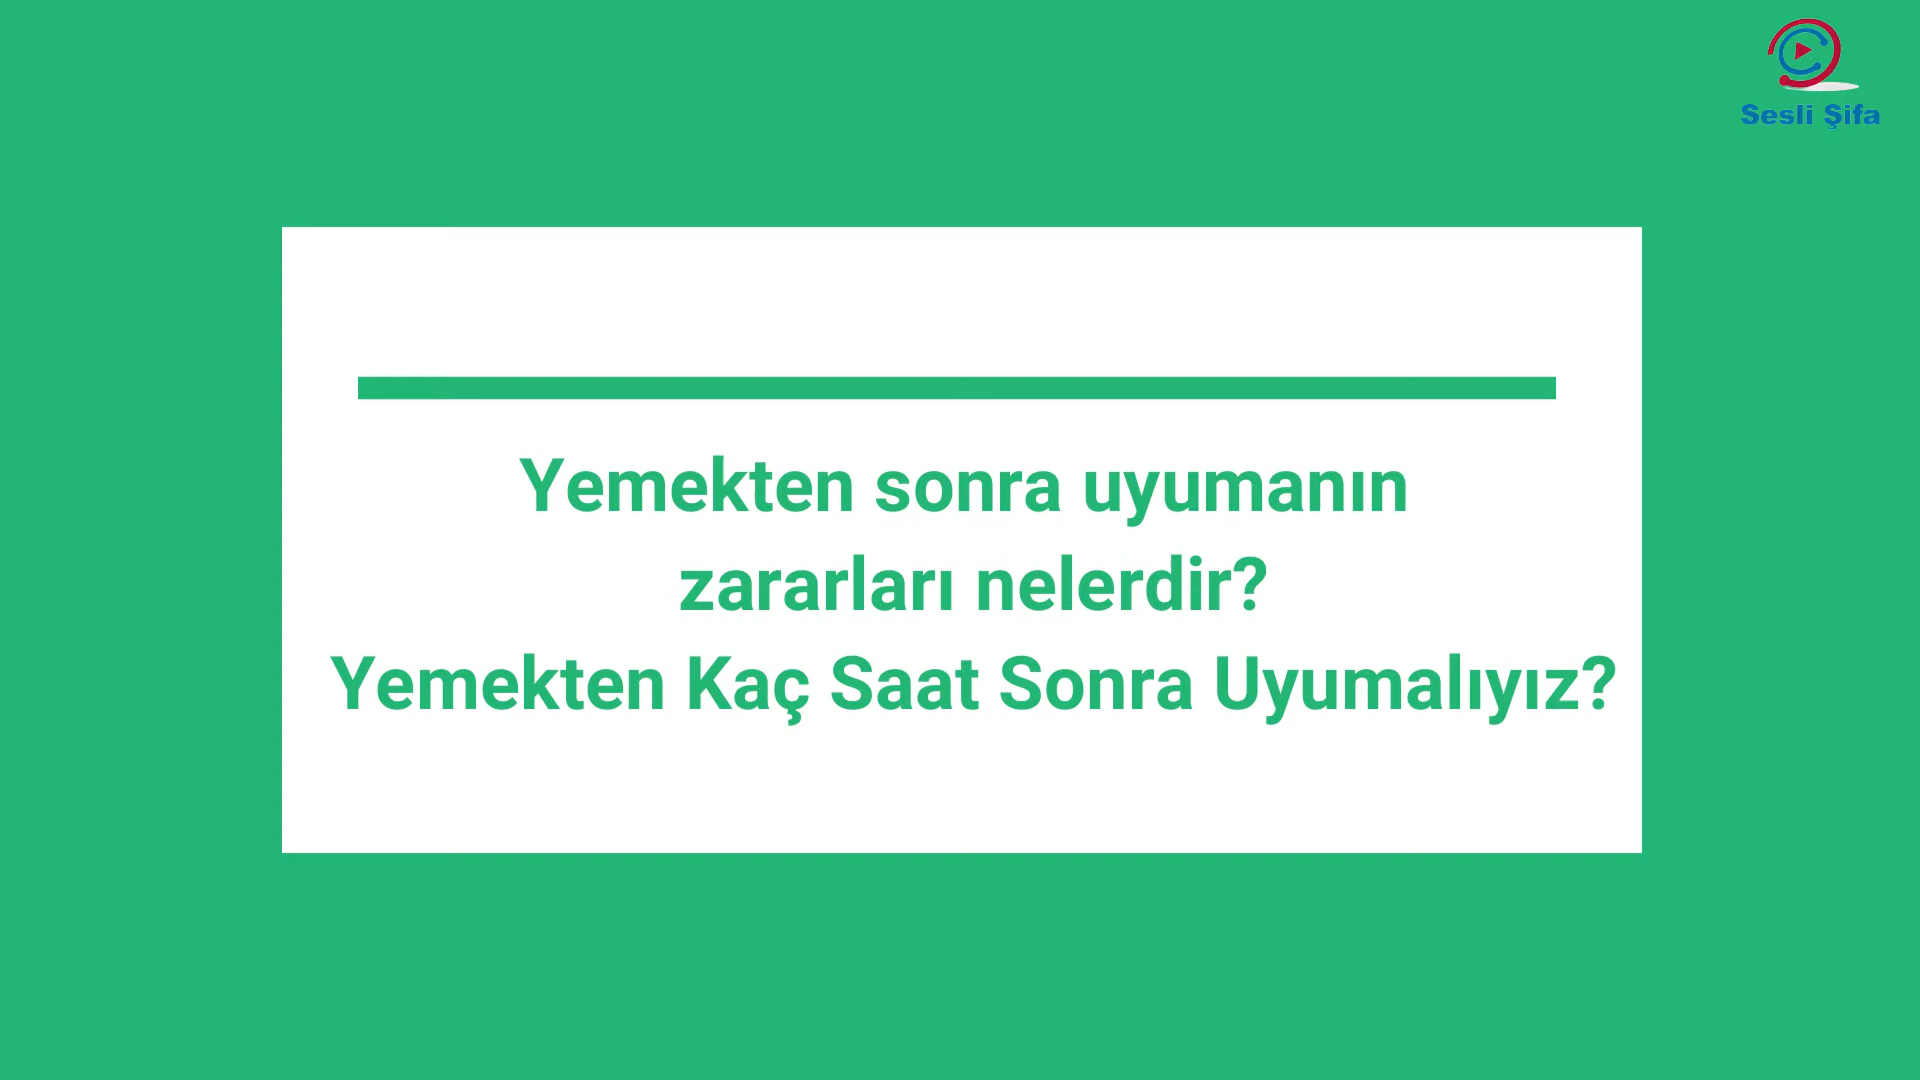 Sesli Şifa
Yemekten sonra uyumanın
zararları nelerdir?
Yemekten Kaç Saat Sonra Uyumalıyız?